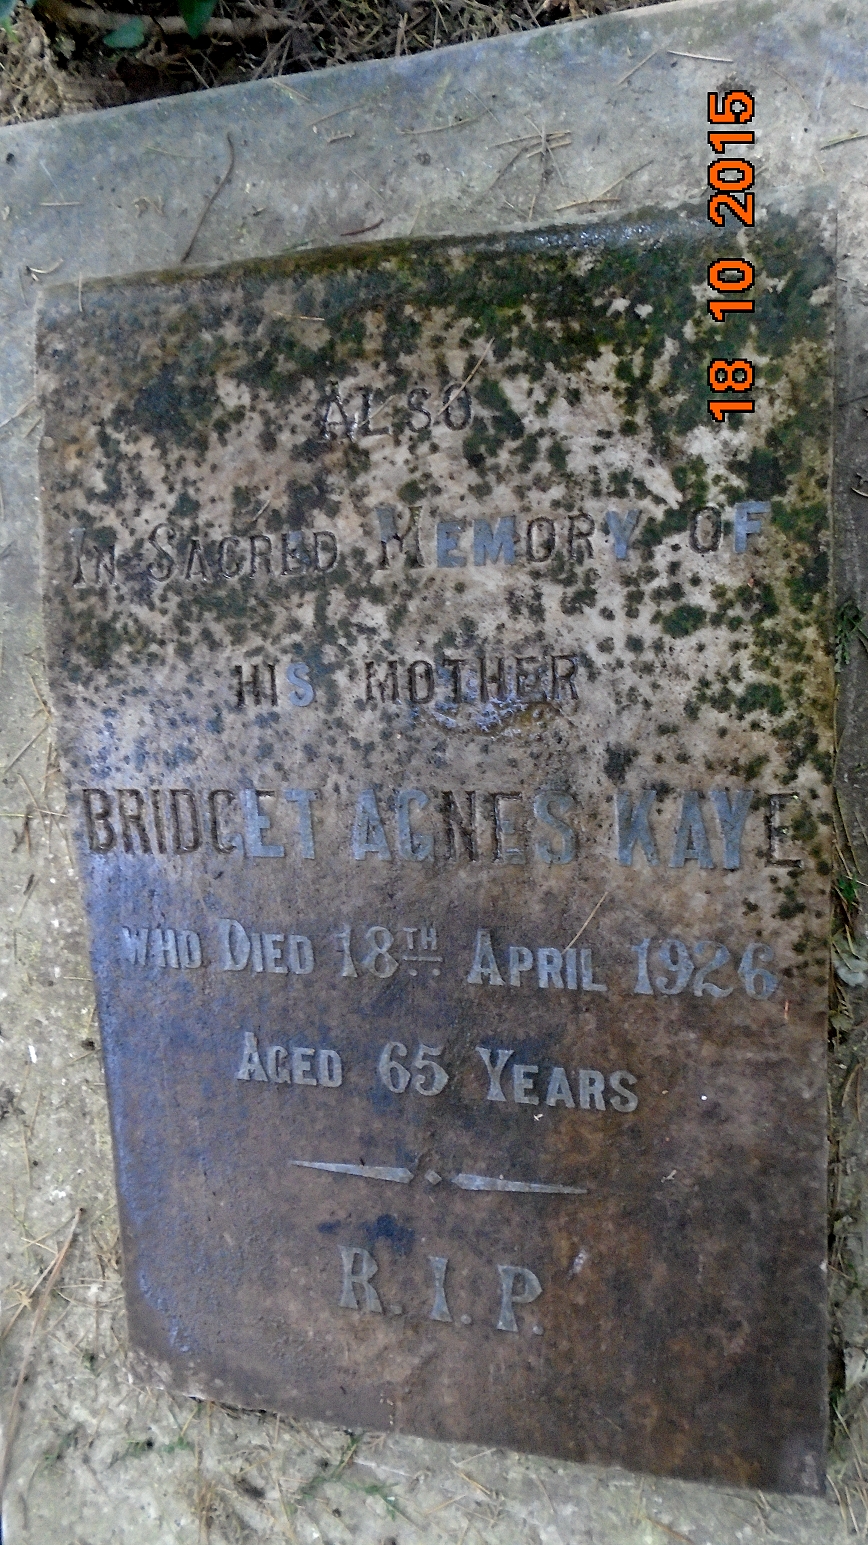 ALSO
IN SACRED MEMORY OF
HIS MOTHER
BRIDGET AGNES KAYE
WHO DIED 18TH APRIL 1926
AGED 65 YEARS
R. I. P.
18 10 2015